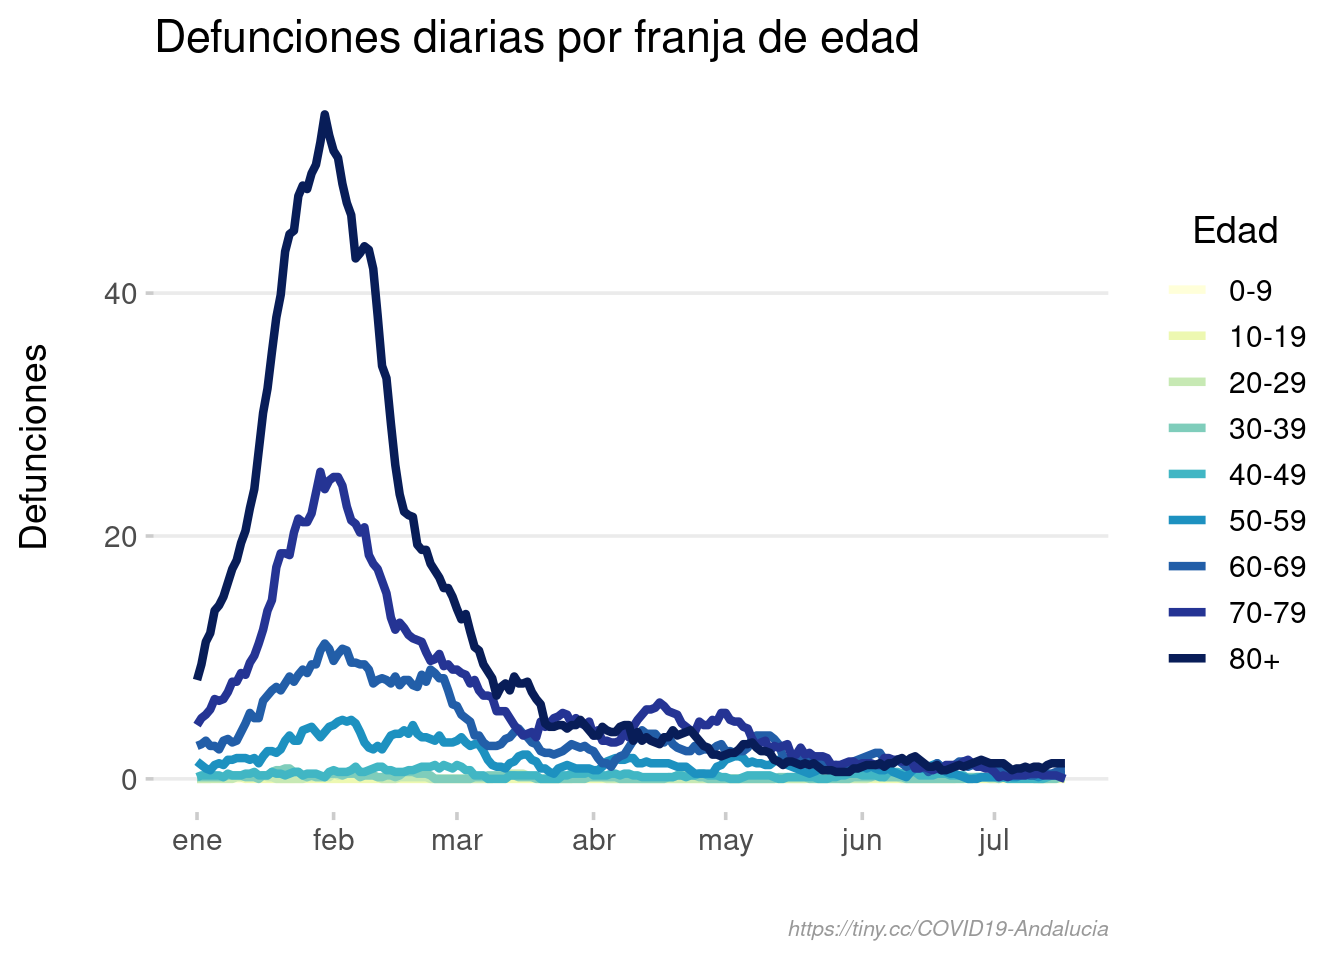 Defunciones diarias por franja de edad
Defunciones
40
20
0
ene feb mar abr may jun jul
Edad
0-9
10-19
20-29
30-39
40-49
50-59
60-69
70-79
80+
https://tiny.cc/COVID19-Andalucia